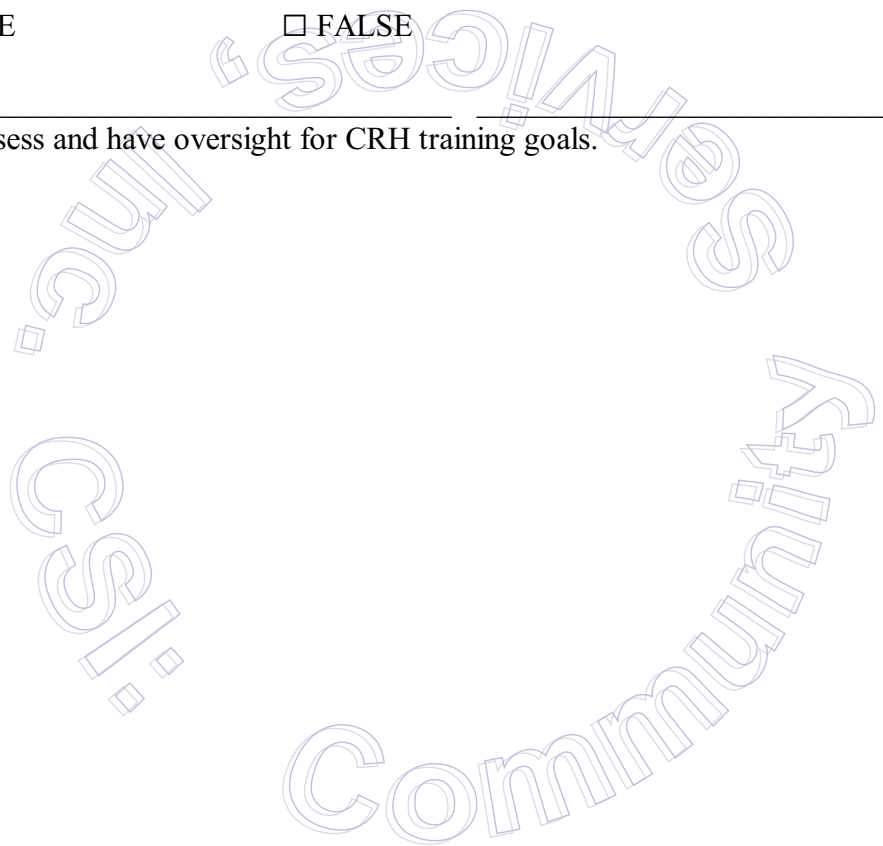 E ☐ FALSE
sess and have oversight for CRH training goals.
CSI: Community Services, Inc.